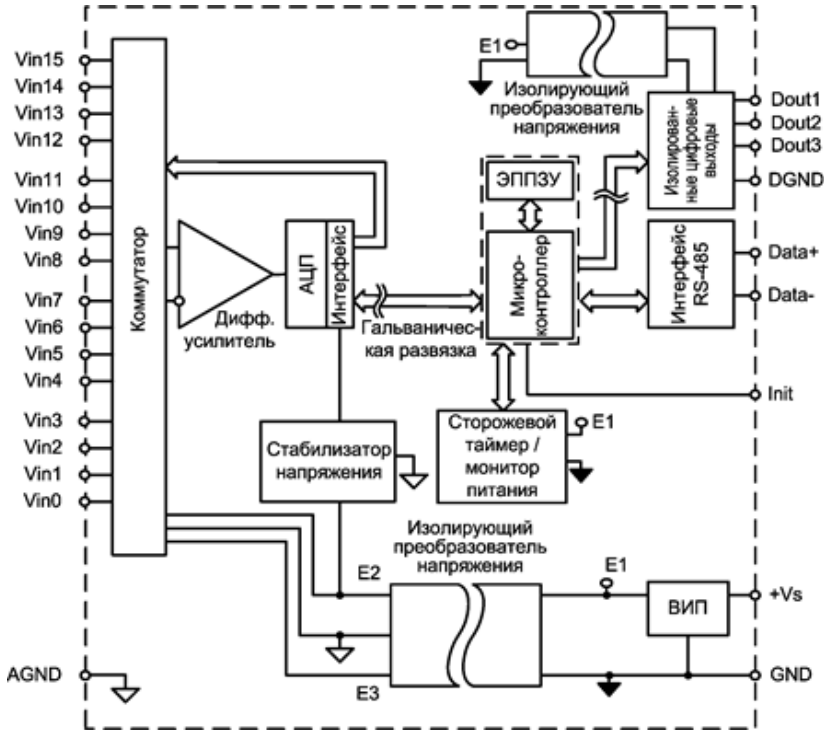 Vin15
Vin14
Vin13
Vin12
Vin11
Vin10
Vin9
Vin8
Vin7
Vin6
Vin5
Vin4
Vin3
Vin2
Vin1
Vin0
AGND
Коммутатор
Дифф.
усилитель
АЦП
Интерфейс
Гальваничес-
кая развязка
Стабилизатор
напряжения
E1
Изолирующий
преобразователь
напряжения
ЭППЗУ
Микро-
контроллер
Изолирован-
ные цифровые
выходы
Dout1
Dout2
Dout3
DGND
Интерфейс
RS-485
Data+
Data-
Init
Сторожевой
таймер /
монитор
питания
E1
Изолирующий
преобразователь
напряжения
E2
E3
E1
ВИП
+Vs
GND